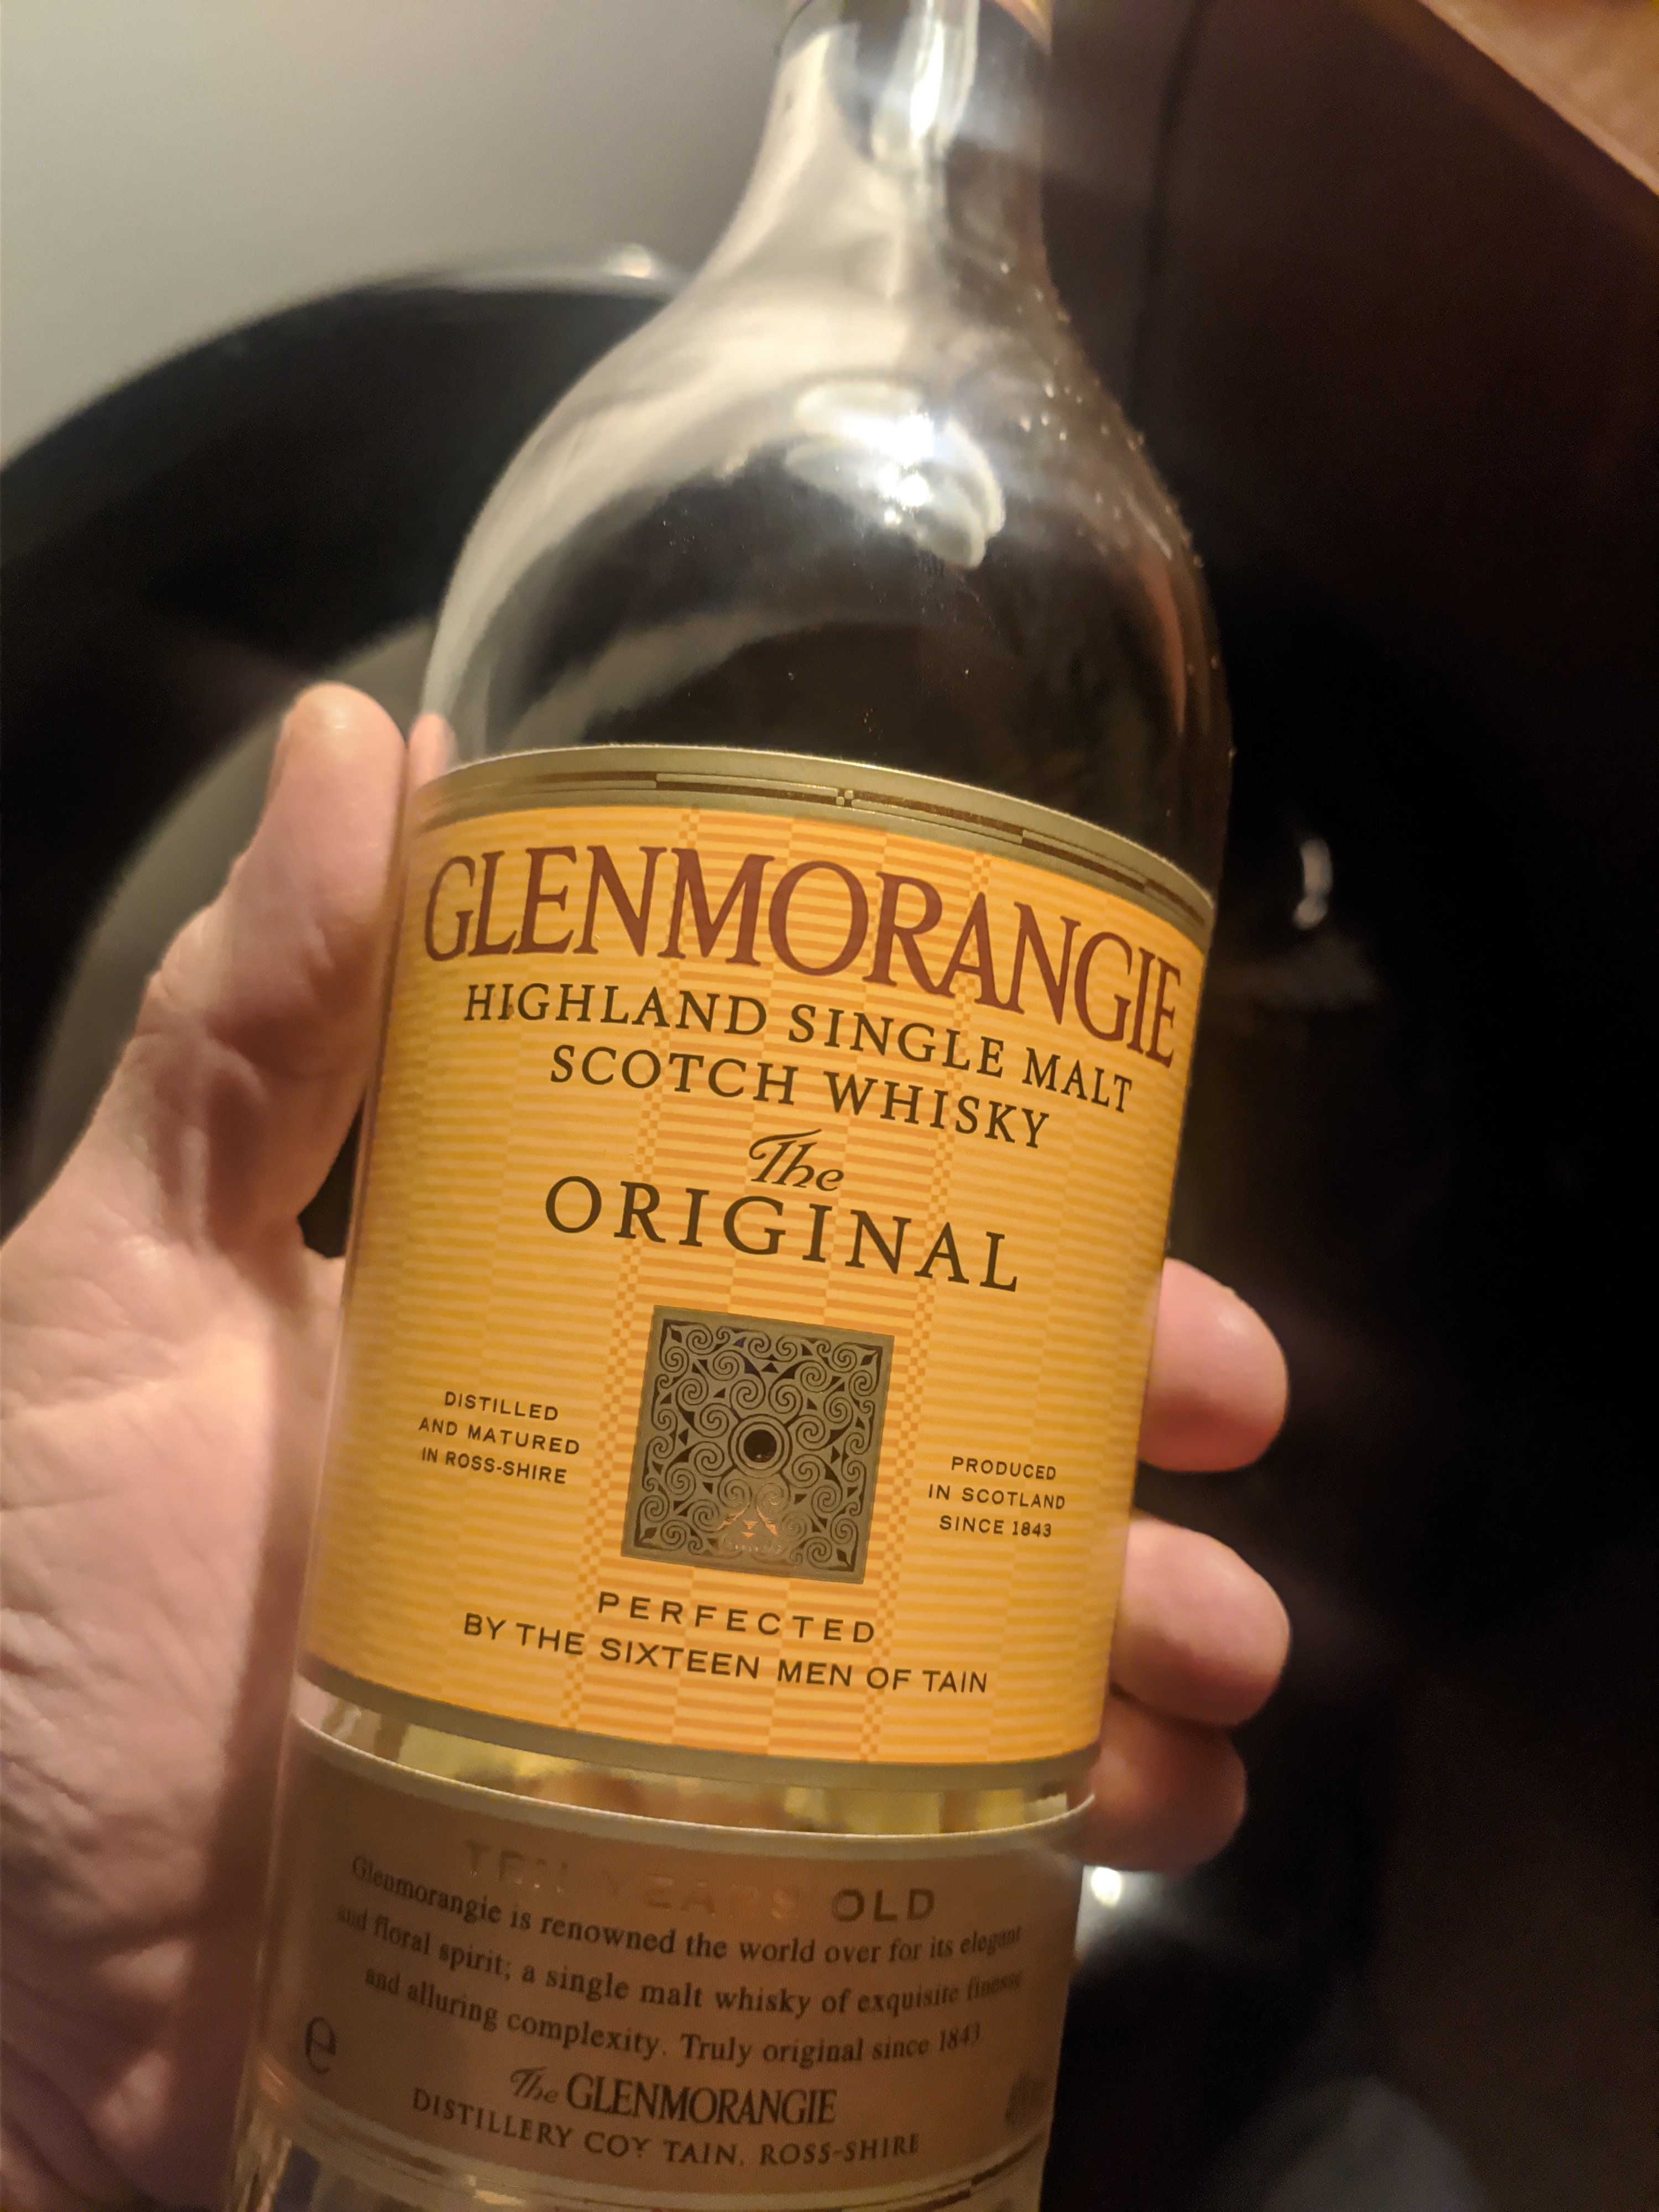 GLENMORANGIE
HIGHLAND SINGLE MALT
SCOTCH WHISKY
The
ORIGINAL
DISTILLED
AND MATURED
IN ROSS-SHIRE
PRODUCED
IN SCOTLAND
SINCE 1843
PERFECTED
BY THE SIXTEEN MEN OF TAIN
TEN YEARS OLD
Glenmorangie is renowned the world over for its elegant
and floral spirit; a single malt whisky of exquisite finesse
and alluring complexity. Truly original since 1843
e
The GLENMORANGIE
DISTILLERY COY TAIN, ROSS-SHIRE